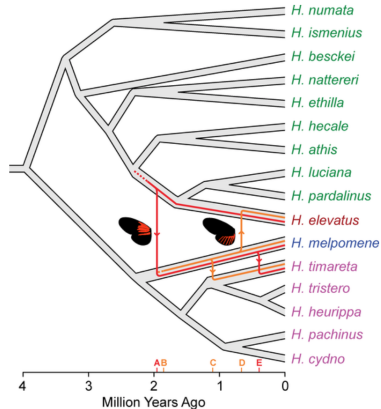 H. numata
H. ismenius
H. besckei
H. nattereri
H. ethilla
H. hecale
H. athis
H. luciana
H. pardalinus
H. elevatus
H. melpomene
H. timareta
H. tristero
H. heurippa
H. pachinus
H. cydno
A B C D E
4 3 2 1 0
Million Years Ago